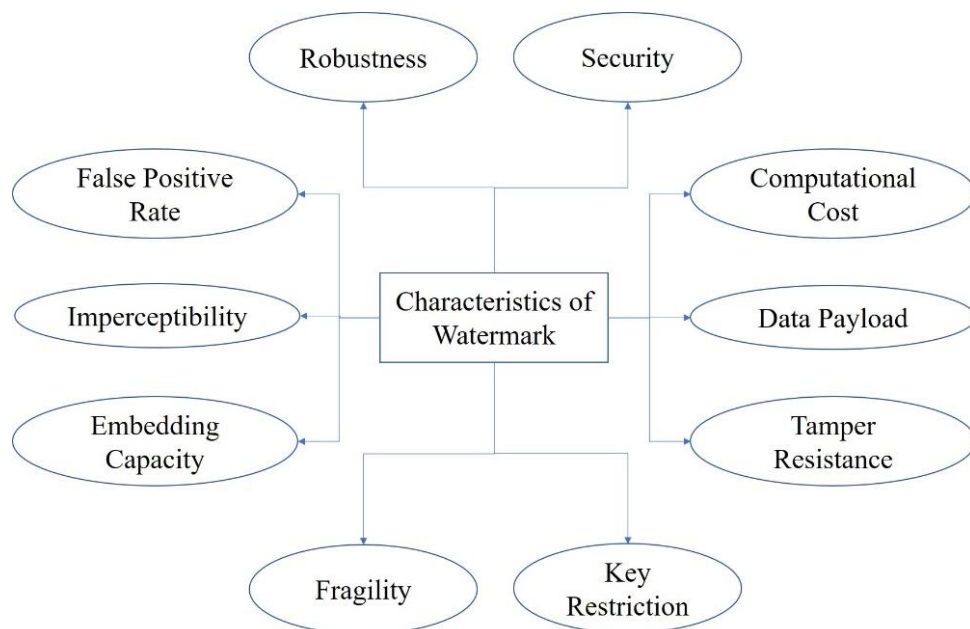 Robustness
Security
False Positive
Rate
Computational
Cost
Imperceptibility
Characteristics of
Watermark
Data Payload
Embedding
Capacity
Tamper
Resistance
Fragility
Key
Restriction